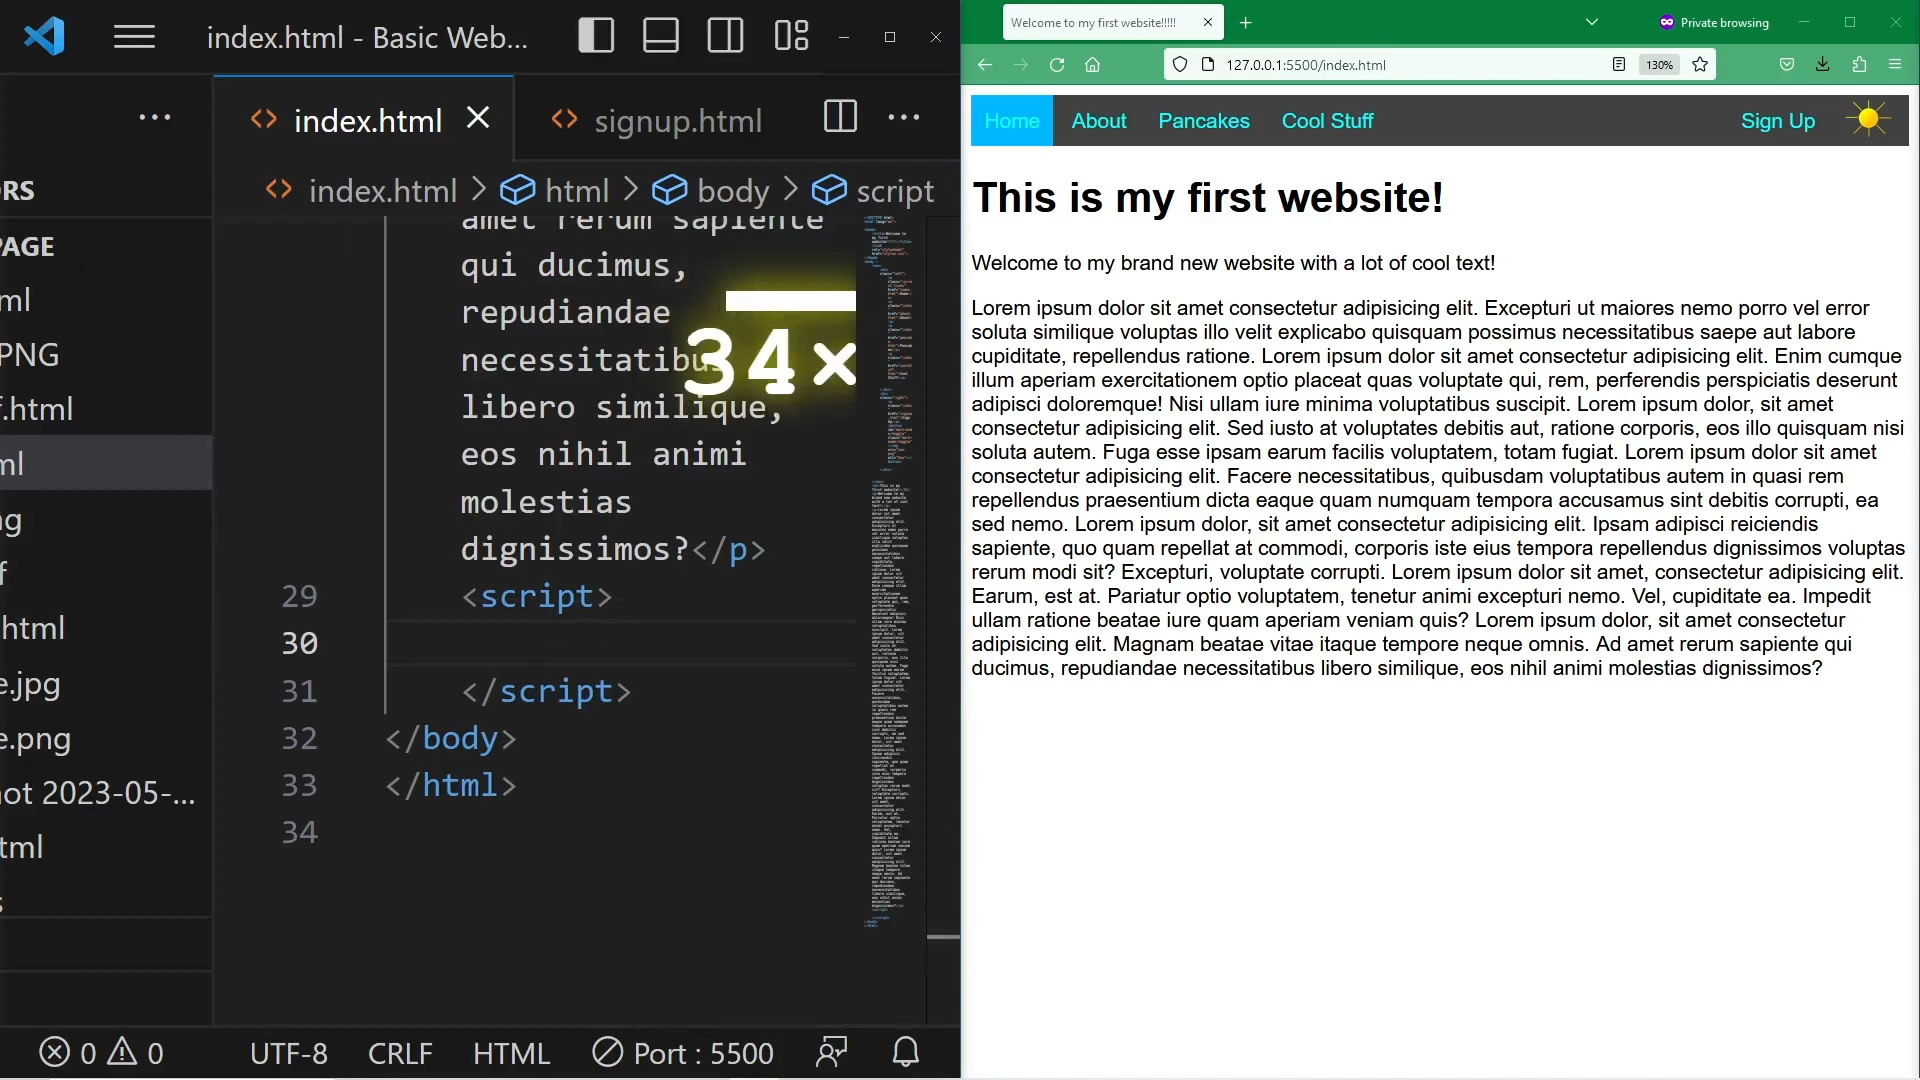 index.html - Basic Web...
index.html
signup.html
index.html > html > body > script
RS
PAGE
ml
PNG
f.html
ml
ng
f
html
e.jpg
e.png
not 2023-05-...
tml
s
amet rerum sapiente
qui ducimus,
repudiandae
necessitatibus
libero similique,
eos nihil animi
molestias
dignissimos?</p>
29 <script>
30
31 </script>
32 </body>
33 </html>
34
34×
0 0
UTF-8
CRLF
HTML
Port : 5500
Welcome to my first website!!!!!
Private browsing
127.0.0.1:5500/index.html
130%
Home About Pancakes Cool Stuff Sign Up
This is my first website!
Welcome to my brand new website with a lot of cool text!
Lorem ipsum dolor sit amet consectetur adipisicing elit. Excepturi ut maiores nemo porro vel error
soluta similique voluptas illo velit explicabo quisquam possimus necessitatibus saepe aut labore
cupiditate, repellendus ratione. Lorem ipsum dolor sit amet consectetur adipisicing elit. Enim cumque
illum aperiam exercitationem optio placeat quas voluptate qui, rem, perferendis perspiciatis deserunt
adipisci doloremque! Nisi ullam iure minima voluptatibus suscipit. Lorem ipsum dolor, sit amet
consectetur adipisicing elit. Sed iusto at voluptates debitis aut, ratione corporis, eos illo quisquam nisi
soluta autem. Fuga esse ipsam earum facilis voluptatem, totam fugiat. Lorem ipsum dolor sit amet
consectetur adipisicing elit. Facere necessitatibus, quibusdam voluptatibus autem in quasi rem
repellendus praesentium dicta eaque quam numquam tempora accusamus sint debitis corrupti, ea
sed nemo. Lorem ipsum dolor, sit amet consectetur adipisicing elit. Ipsam adipisci reiciendis
sapiente, quo quam repellat at commodi, corporis iste eius tempora repellendus dignissimos voluptas
rerum modi sit? Excepturi, voluptate corrupti. Lorem ipsum dolor sit amet, consectetur adipisicing elit.
Earum, est at. Pariatur optio voluptatem, tenetur animi excepturi nemo. Vel, cupiditate ea. Impedit
ullam ratione beatae iure quam aperiam veniam quis? Lorem ipsum dolor, sit amet consectetur
adipisicing elit. Magnam beatae vitae itaque tempore neque omnis. Ad amet rerum sapiente qui
ducimus, repudiandae necessitatibus libero similique, eos nihil animi molestias dignissimos?